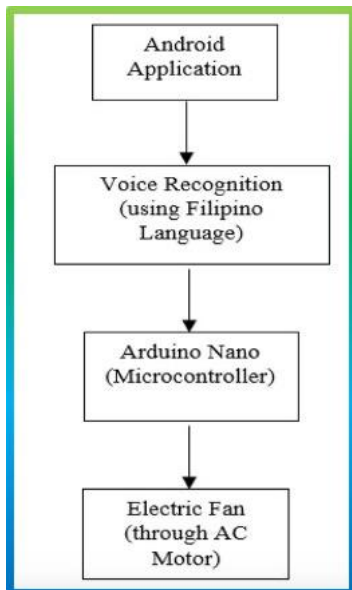 Android
Application
Voice Recognition
(using Filipino
Language)
Arduino Nano
(Microcontroller)
Electric Fan
(through AC
Motor)